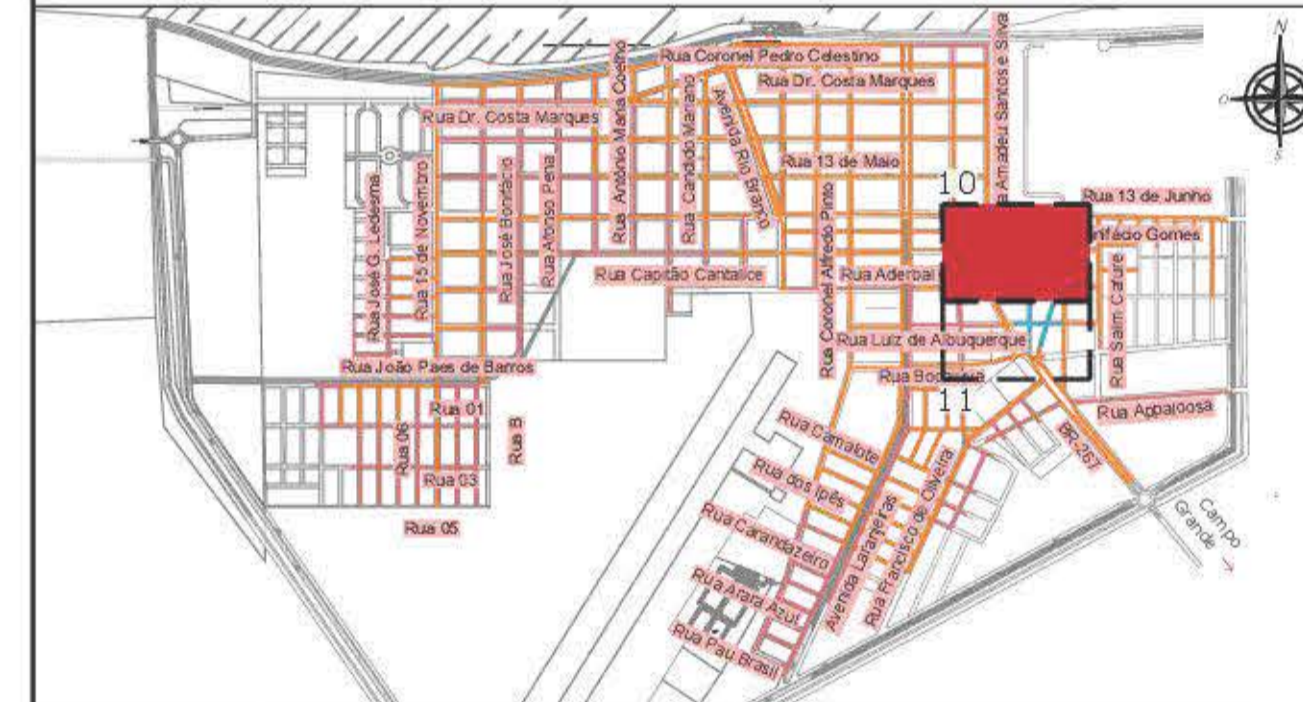 N
O
S
Rua Coronel Pedro Celestino
Rua Dr. Costa Marques
Rua Amadeu Santos e Silva
Rua Antônio Maria Coelho
Rua Candido Mariano
Avenida Rio Branco
Rua Dr. Costa Marques
Rua 13 de Maio
10
Rua 13 de Junho
Rua José G. Ledesma
Rua 15 de Novembro
Rua José Bonifácio
Rua Afonso Pena
Rua Coronel Alfredo Pinto
nifácio Gomes
Rua Capitão Cantalice
Rua Aderbal
Rua Salim Cafure
Rua Luiz de Albuquerque
Rua João Paes de Barros
11
Rua 01
Rua Appaloosa
Rua 06
Rua B
BR-267
Rua Camalote
Rua 03
Rua dos Ipês
Rua 05
Rua Carandazeiro
Avenida Laranjeiras
Rua Francisco de Oliveira
Campo
Grande
Rua Arara Azul
Rua Pau Brasil